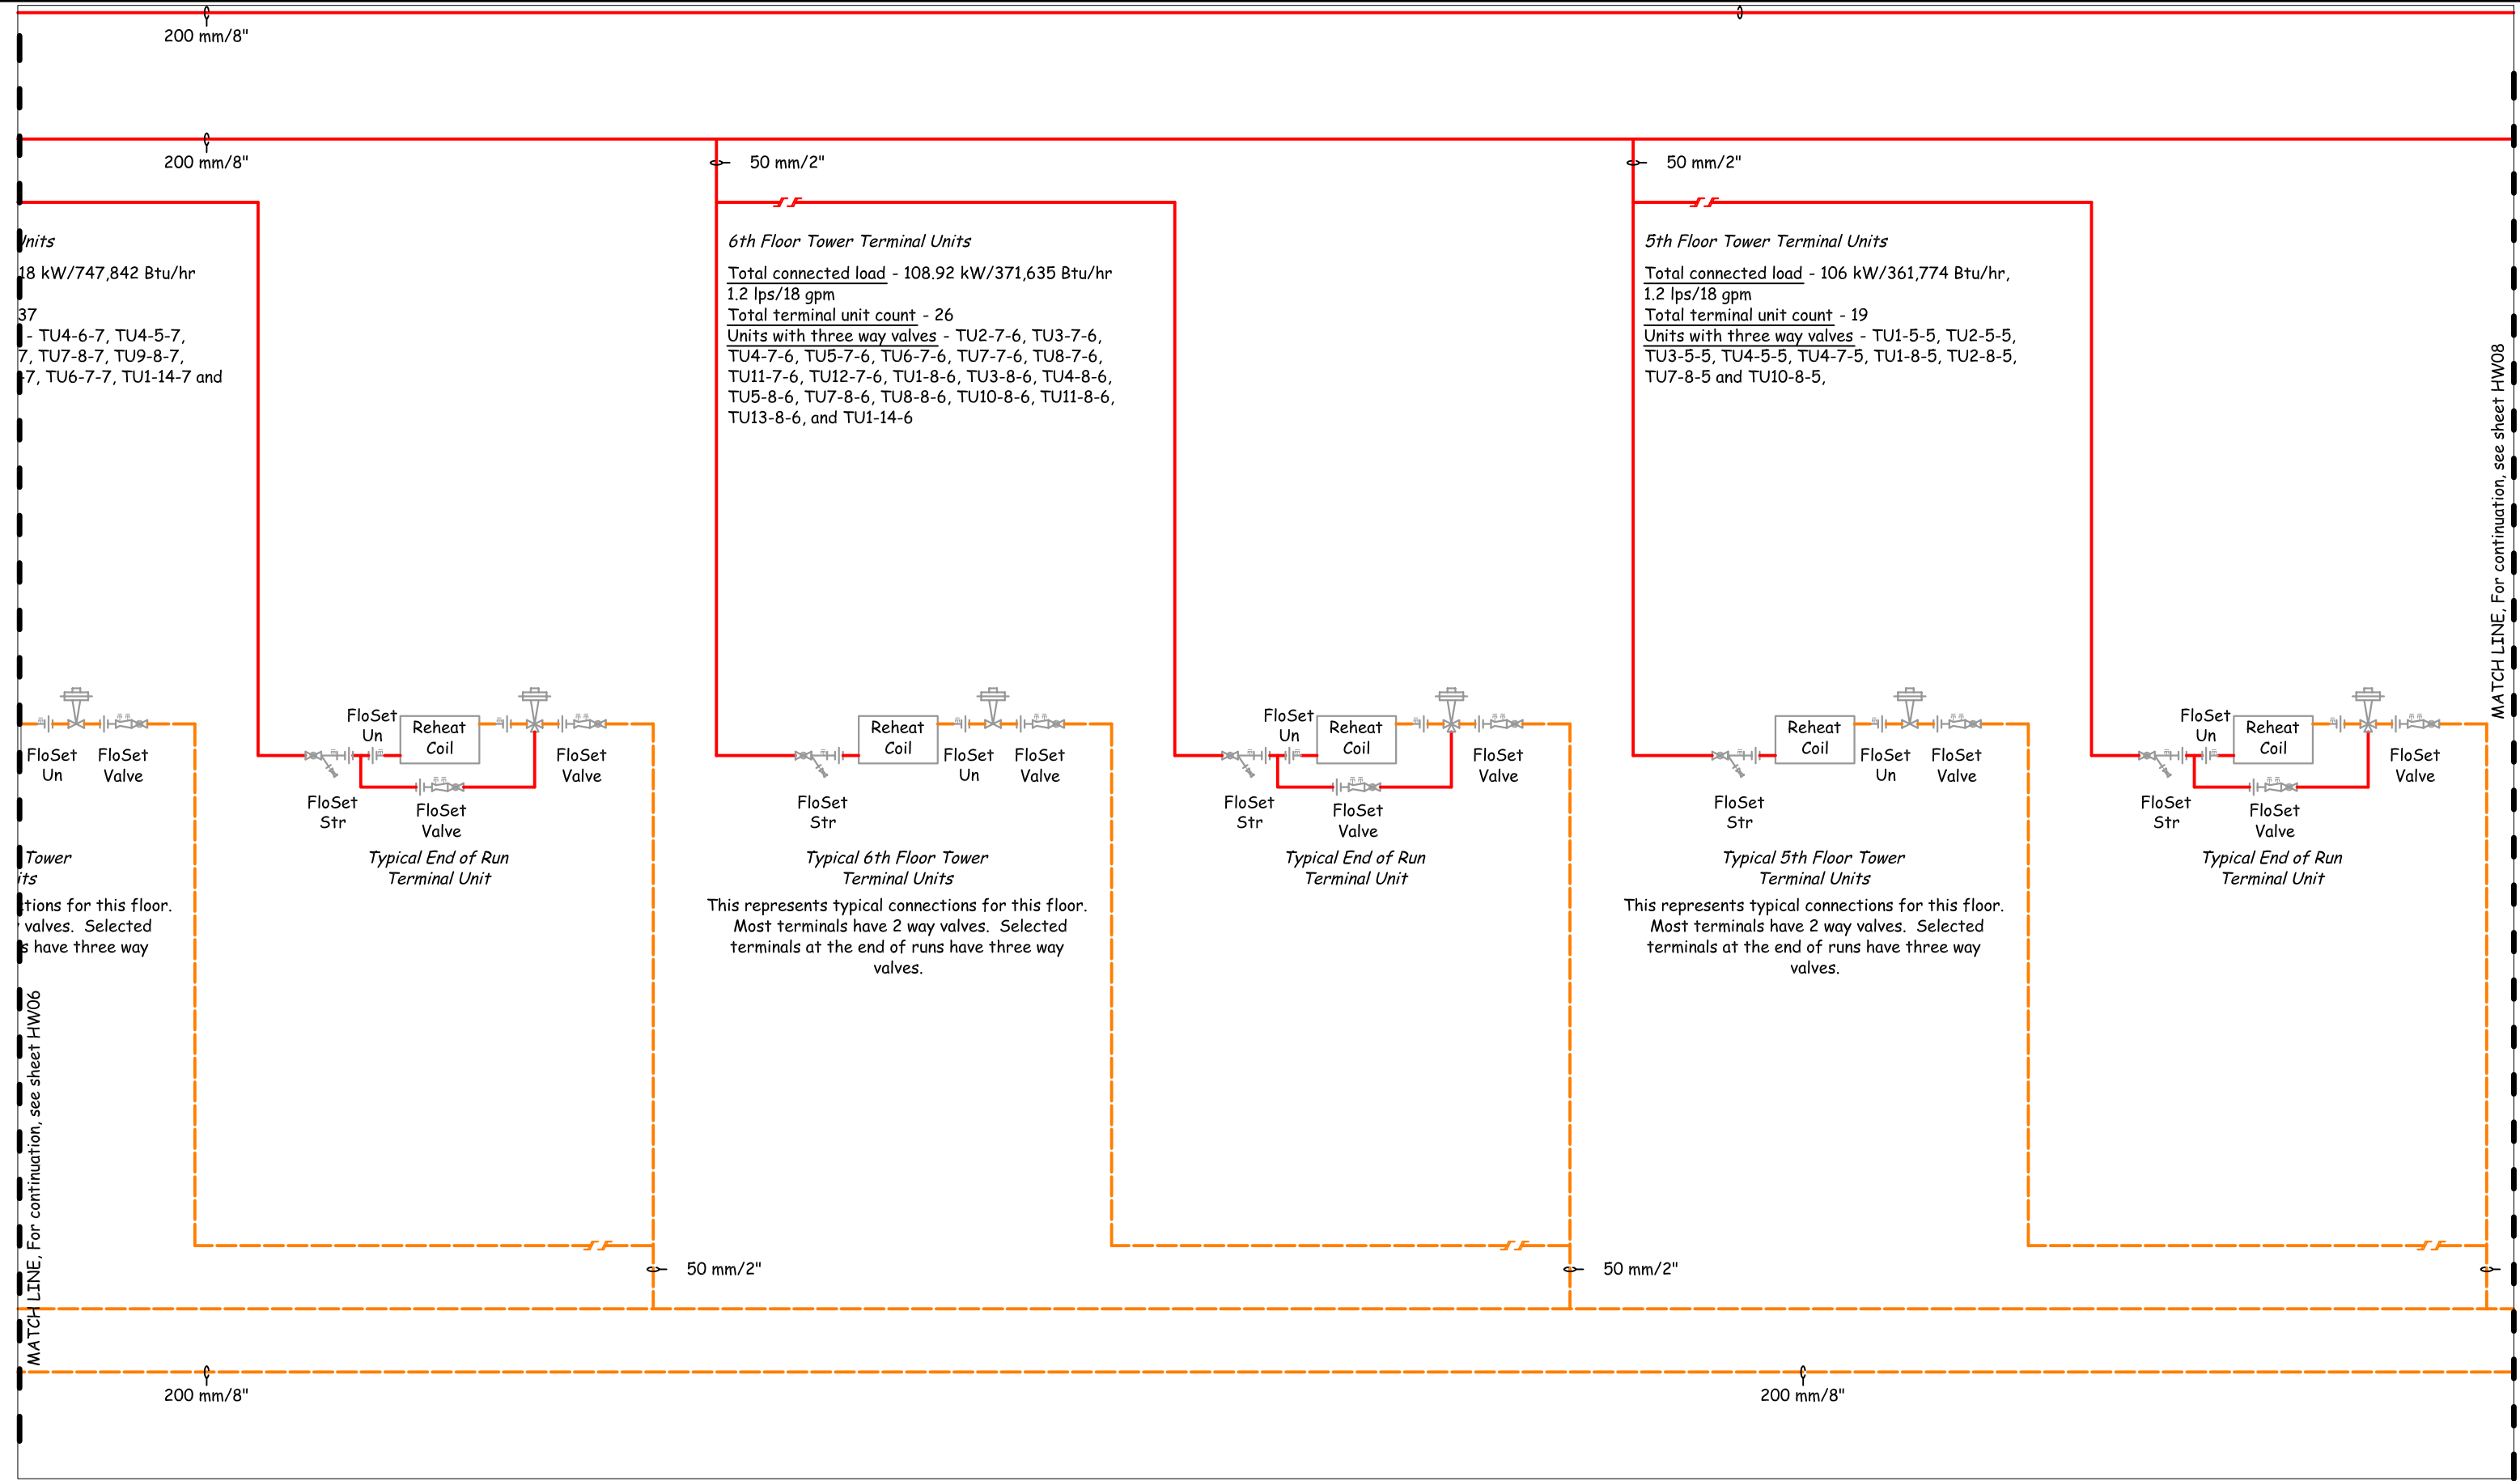 200 mm/8"
200 mm/8"
50 mm/2"
50 mm/2"
Units
18 kW/747,842 Btu/hr
37
- TU4-6-7, TU4-5-7,
7, TU7-8-7, TU9-8-7,
-7, TU6-7-7, TU1-14-7 and
6th Floor Tower Terminal Units
Total connected load - 108.92 kW/371,635 Btu/hr
1.2 lps/18 gpm
Total terminal unit count - 26
Units with three way valves - TU2-7-6, TU3-7-6,
TU4-7-6, TU5-7-6, TU6-7-6, TU7-7-6, TU8-7-6,
TU11-7-6, TU12-7-6, TU1-8-6, TU3-8-6, TU4-8-6,
TU5-8-6, TU7-8-6, TU8-8-6, TU10-8-6, TU11-8-6,
TU13-8-6, and TU1-14-6
5th Floor Tower Terminal Units
Total connected load - 106 kW/361,774 Btu/hr,
1.2 lps/18 gpm
Total terminal unit count - 19
Units with three way valves - TU1-5-5, TU2-5-5,
TU3-5-5, TU4-5-5, TU4-7-5, TU1-8-5, TU2-8-5,
TU7-8-5 and TU10-8-5,
MATCH LINE, For continuation, see sheet HW08
FloSet
Un
FloSet
Valve
FloSet
Un
Reheat
Coil
FloSet
Valve
FloSet
Str
FloSet
Valve
Reheat
Coil
FloSet
Un
FloSet
Valve
FloSet
Str
FloSet
Un
Reheat
Coil
FloSet
Valve
FloSet
Str
FloSet
Valve
Reheat
Coil
FloSet
Un
FloSet
Valve
FloSet
Str
FloSet
Un
Reheat
Coil
FloSet
Valve
FloSet
Str
FloSet
Valve
Tower
its
ctions for this floor.
valves. Selected
s have three way
Typical End of Run
Terminal Unit
Typical 6th Floor Tower
Terminal Units
This represents typical connections for this floor.
Most terminals have 2 way valves. Selected
terminals at the end of runs have three way
valves.
Typical End of Run
Terminal Unit
Typical 5th Floor Tower
Terminal Units
This represents typical connections for this floor.
Most terminals have 2 way valves. Selected
terminals at the end of runs have three way
valves.
Typical End of Run
Terminal Unit
MATCH LINE, For continuation, see sheet HW06
50 mm/2"
50 mm/2"
200 mm/8"
200 mm/8"